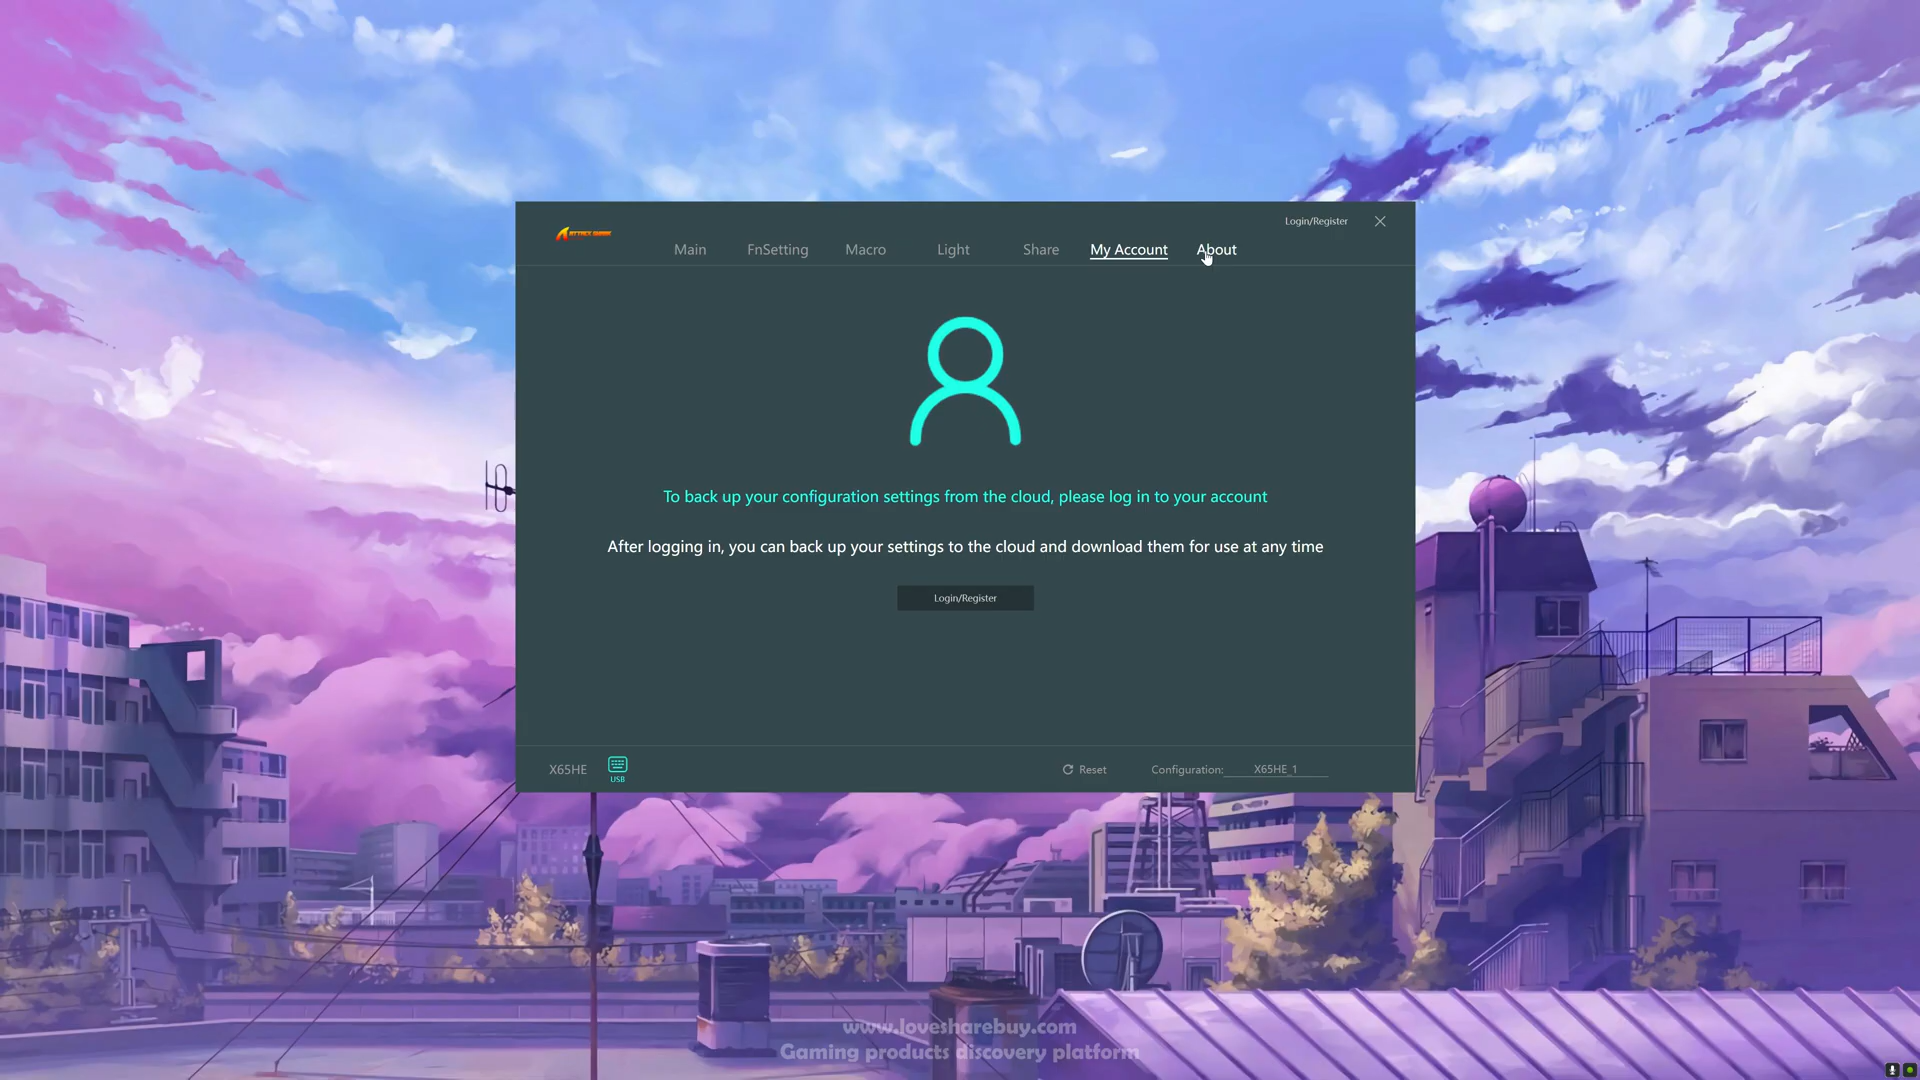 Login/Register
ATTACK SHARK
Main FnSetting Macro Light Share My Account About
To back up your configuration settings from the cloud, please log in to your account
After logging in, you can back up your settings to the cloud and download them for use at any time
Login/Register
X65HE USB Reset Configuration: X65HE_1
www.lovesharebuy.com
Gaming products discovery platform